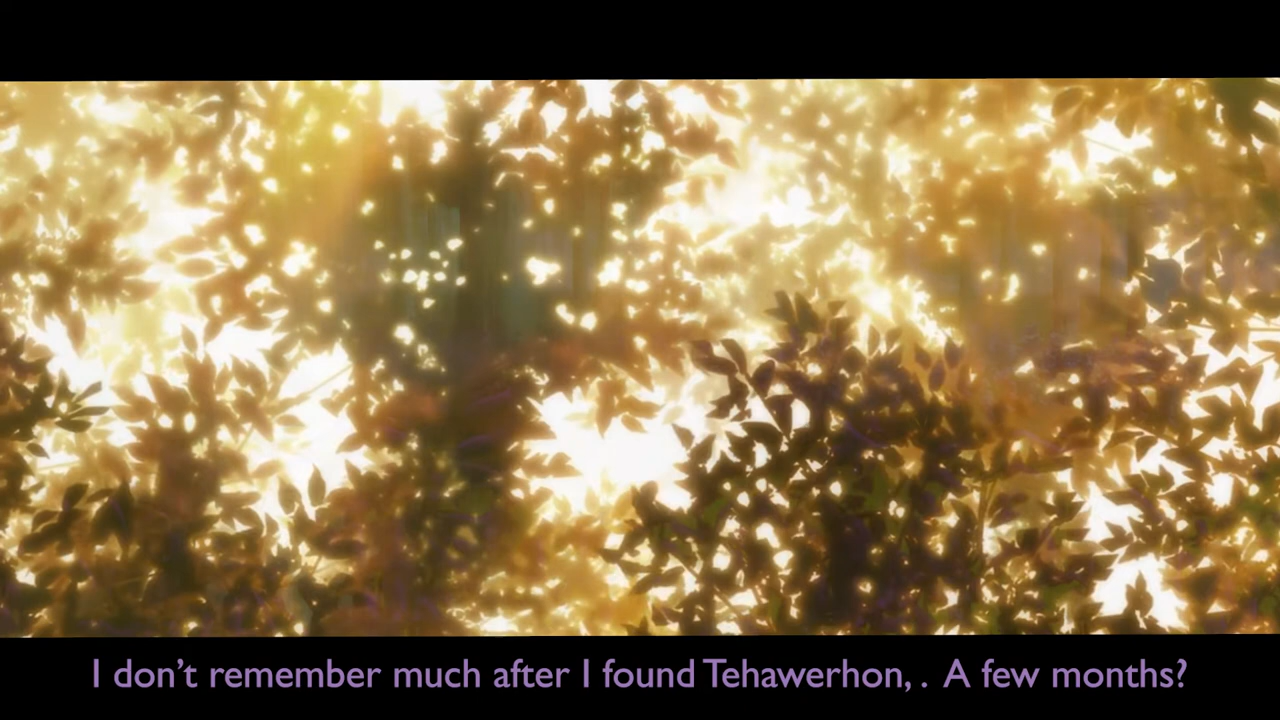 I don’t remember much after I found Tehawerhon, .  A few months?